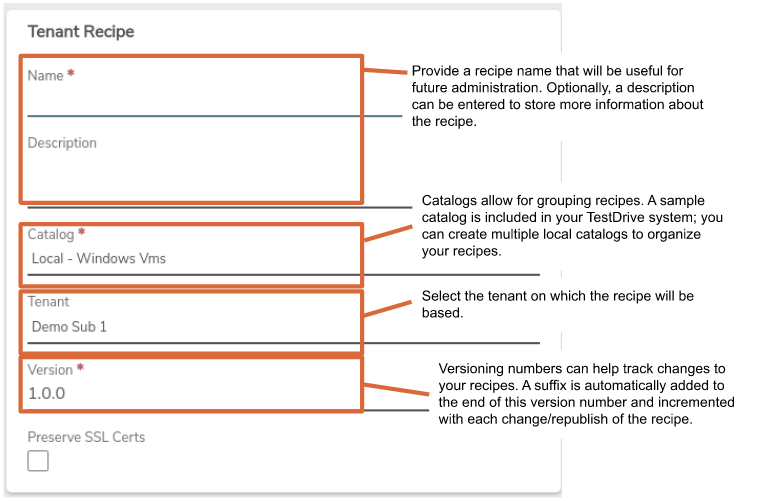 Tenant Recipe
Name *
Provide a recipe name that will be useful for
future administration. Optionally, a description
can be entered to store more information about
the recipe.
Description
Catalogs allow for grouping recipes. A sample
catalog is included in your TestDrive system; you
can create multiple local catalogs to organize
your recipes.
Catalog *
Local - Windows Vms
Select the tenant on which the recipe will be
based.
Tenant
Demo Sub 1
Versioning numbers can help track changes to
your recipes. A suffix is automatically added to
the end of this version number and incremented
with each change/republish of the recipe.
Version *
1.0.0
Preserve SSL Certs